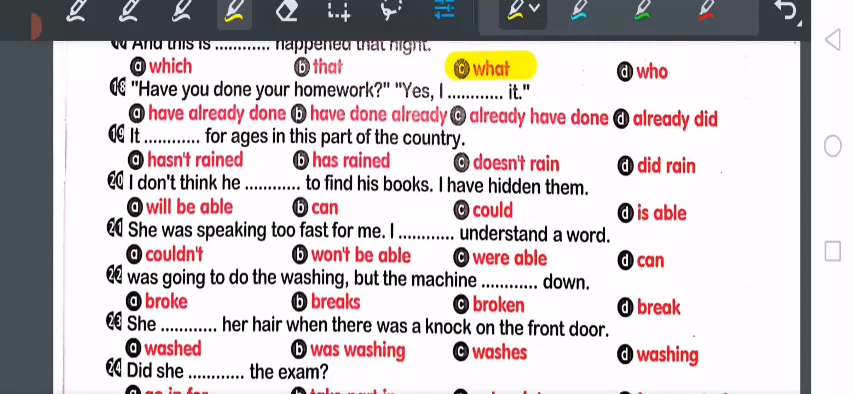 And this is ............ happened that night.
ⓐ which ⓑ that ⓒ what ⓓ who
⑱ "Have you done your homework?" "Yes, I ............ it."
ⓐ have already done ⓑ have done already ⓒ already have done ⓓ already did
⑲ It ............ for ages in this part of the country.
ⓐ hasn't rained ⓑ has rained ⓒ doesn't rain ⓓ did rain
⑳ I don't think he ............ to find his books. I have hidden them.
ⓐ will be able ⓑ can ⓒ could ⓓ is able
㉑ She was speaking too fast for me. I ............ understand a word.
ⓐ couldn't ⓑ won't be able ⓒ were able ⓓ can
㉒ was going to do the washing, but the machine ............ down.
ⓐ broke ⓑ breaks ⓒ broken ⓓ break
㉓ She ............ her hair when there was a knock on the front door.
ⓐ washed ⓑ was washing ⓒ washes ⓓ washing
㉔ Did she ............ the exam?